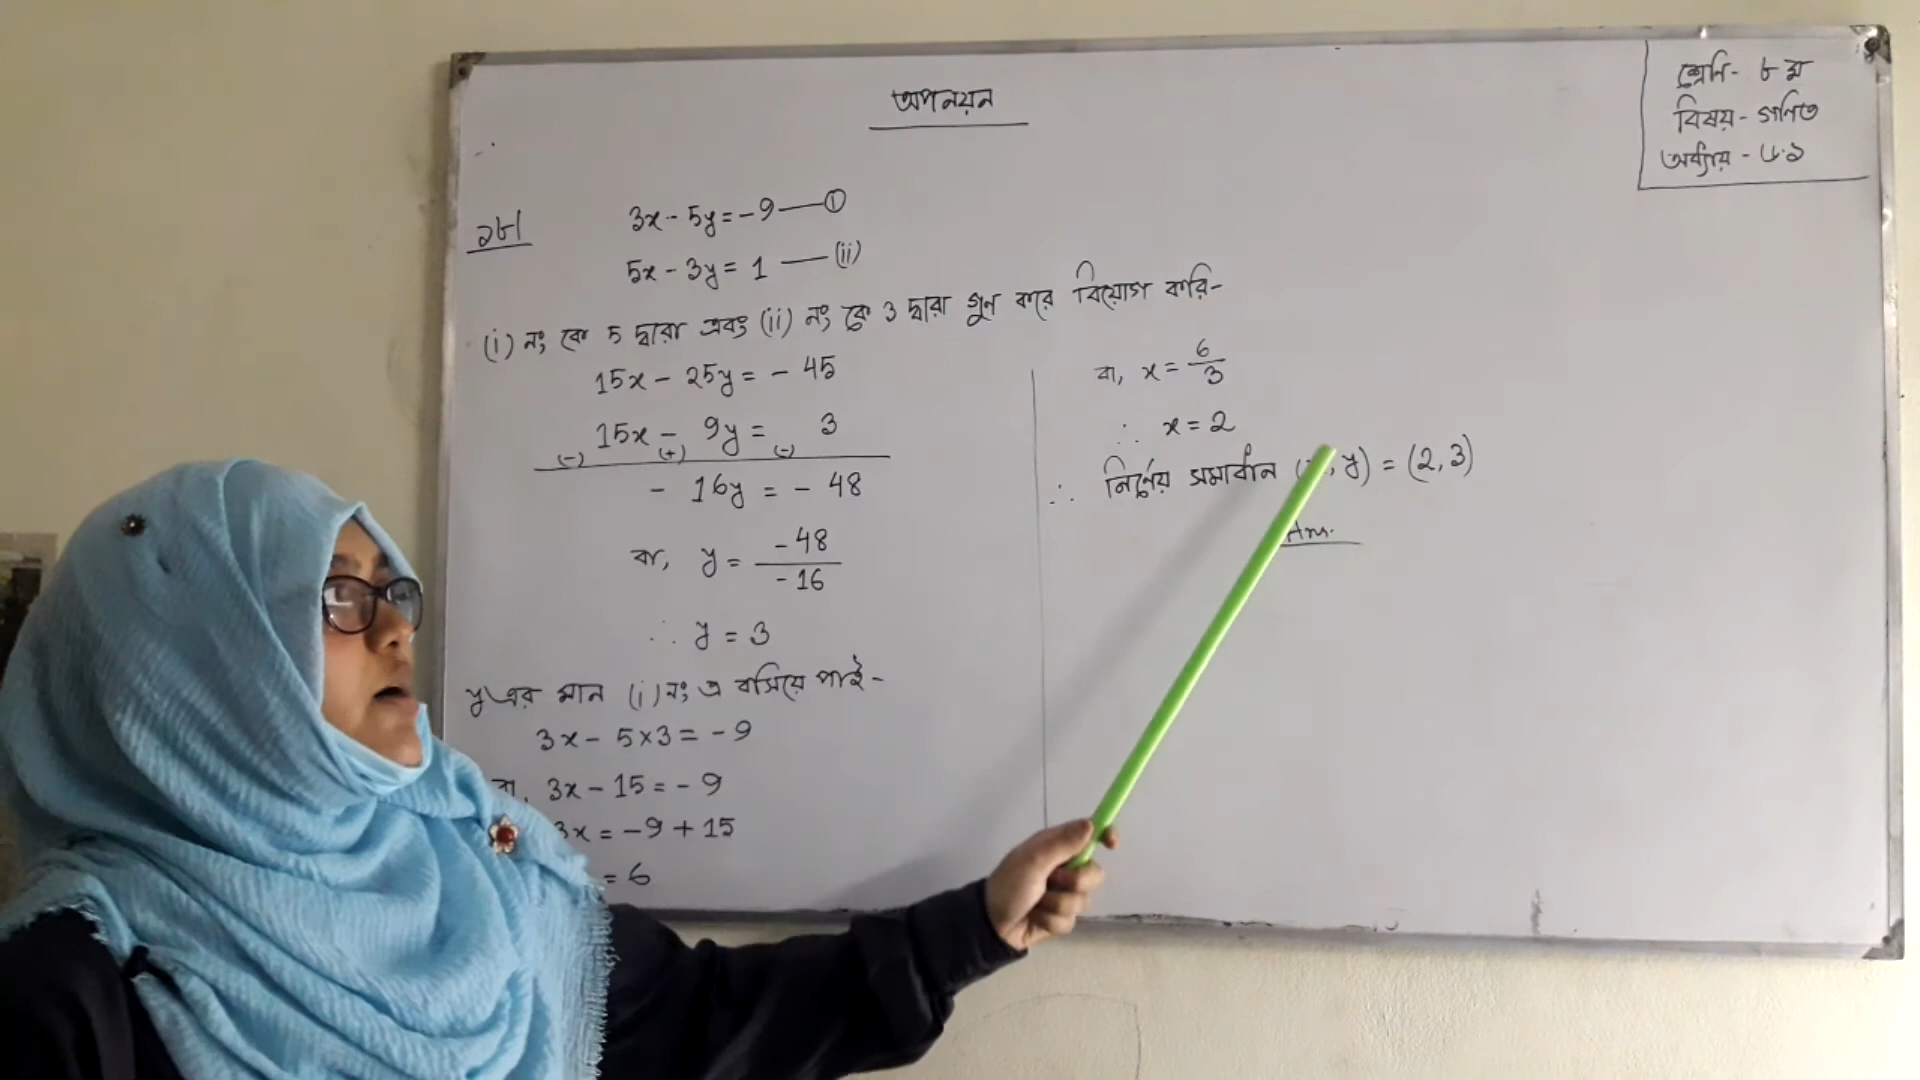 অপনয়ন
শ্রেণি- ৮ম
বিষয়- গনিত
অধ্যায় - ৬.১
১৮|
3x - 5y = -9 — ①
5x - 3y = 1 — (ii)
(i) নং কে 5 দ্বারা এবং (ii) নং কে 3 দ্বারা গুন করে বিয়োগ করি-
15x - 25y = - 45
15x - 9y = 3
(-) (+) (-)
- 16y = - 48
বা, y = -48 / -16
∴ y = 3
y এর মান (i) নং এ বসিয়ে পাই-
3x - 5×3 = -9
বা, 3x - 15 = - 9
3x = -9 + 15
= 6
বা, x = 6/3
∴ x = 2
∴ নির্ণেয় সমাধান ( , y) = (2, 3)
Ans.